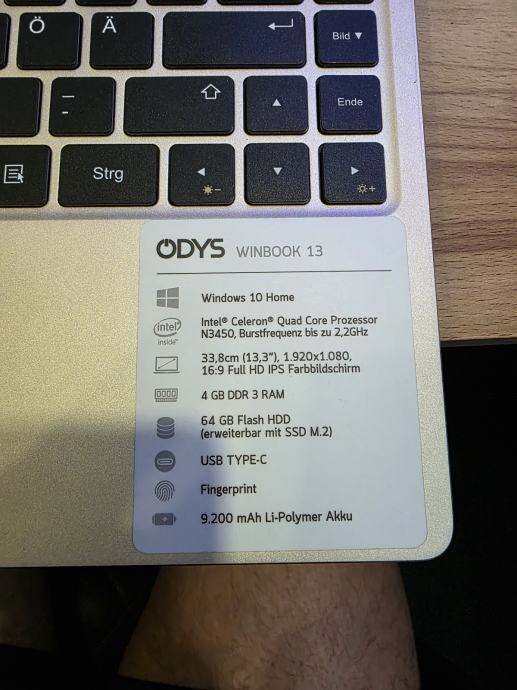 Ö
Ä
Bild ▼
Ende
Strg
ODYS WINBOOK 13
Windows 10 Home
intel inside™
Intel® Celeron® Quad Core Prozessor
N3450, Burstfrequenz bis zu 2,2GHz
33,8cm (13,3"), 1.920x1.080,
16:9 Full HD IPS Farbbildschirm
4 GB DDR 3 RAM
64 GB Flash HDD
(erweiterbar mit SSD M.2)
USB TYPE-C
Fingerprint
9.200 mAh Li-Polymer Akku